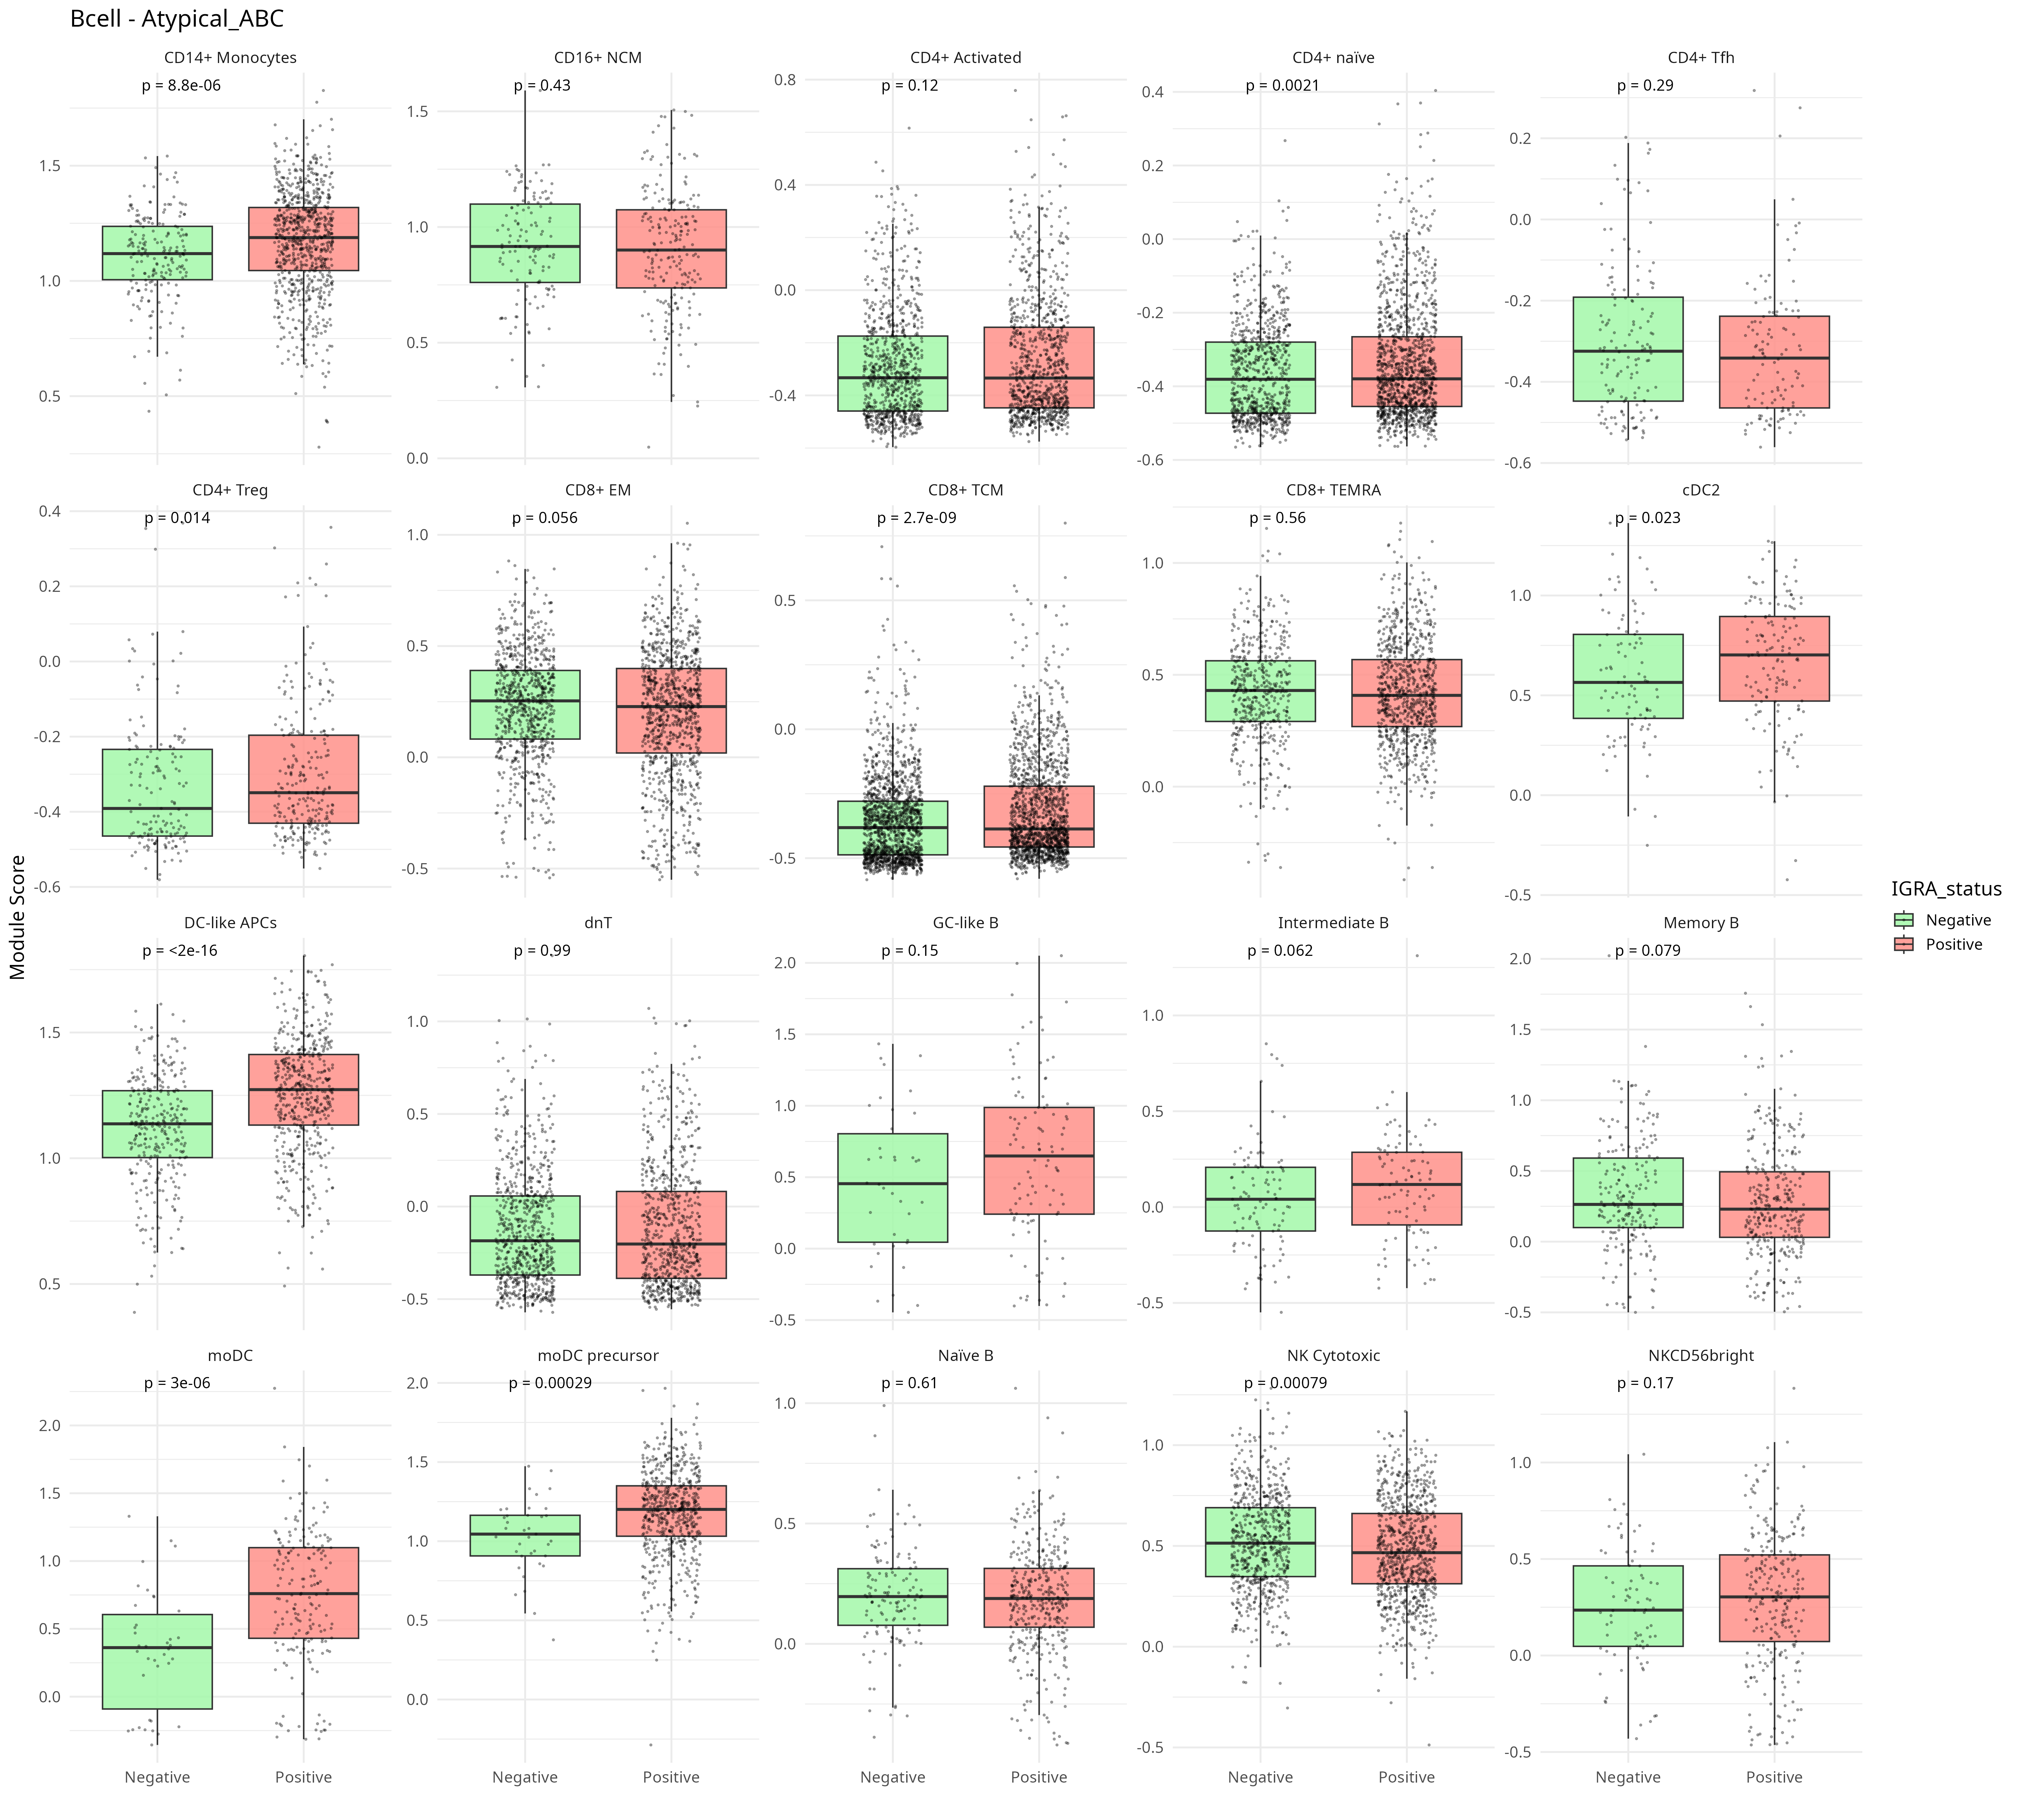 Bcell - Atypical_ABC
CD14+ Monocytes
p = 8.8e-06
1.5
1.0
0.5
CD16+ NCM
p = 0.43
1.5
1.0
0.5
0.0
CD4+ Activated
p = 0.12
0.8
0.4
0.0
-0.4
CD4+ naïve
p = 0.0021
0.4
0.2
0.0
-0.2
-0.4
-0.6
CD4+ Tfh
p = 0.29
0.2
0.0
-0.2
-0.4
-0.6
CD4+ Treg
p = 0.014
0.4
0.2
0.0
-0.2
-0.4
-0.6
CD8+ EM
p = 0.056
1.0
0.5
0.0
-0.5
CD8+ TCM
p = 2.7e-09
0.5
0.0
-0.5
CD8+ TEMRA
p = 0.56
1.0
0.5
0.0
cDC2
p = 0.023
1.0
0.5
0.0
-0.5
DC-like APCs
p = <2e-16
1.5
1.0
0.5
dnT
p = 0.99
1.0
0.5
0.0
-0.5
GC-like B
p = 0.15
2.0
1.5
1.0
0.5
0.0
-0.5
Intermediate B
p = 0.062
1.0
0.5
0.0
-0.5
Memory B
p = 0.079
2.0
1.5
1.0
0.5
0.0
-0.5
moDC
p = 3e-06
2.0
1.5
1.0
0.5
0.0
moDC precursor
p = 0.00029
2.0
1.5
1.0
0.5
0.0
Naïve B
p = 0.61
1.0
0.5
0.0
NK Cytotoxic
p = 0.00079
1.0
0.5
0.0
-0.5
NKCD56bright
p = 0.17
1.0
0.5
0.0
-0.5
Negative
Positive
Negative
Positive
Negative
Positive
Negative
Positive
Negative
Positive
Module Score
IGRA_status
Negative
Positive